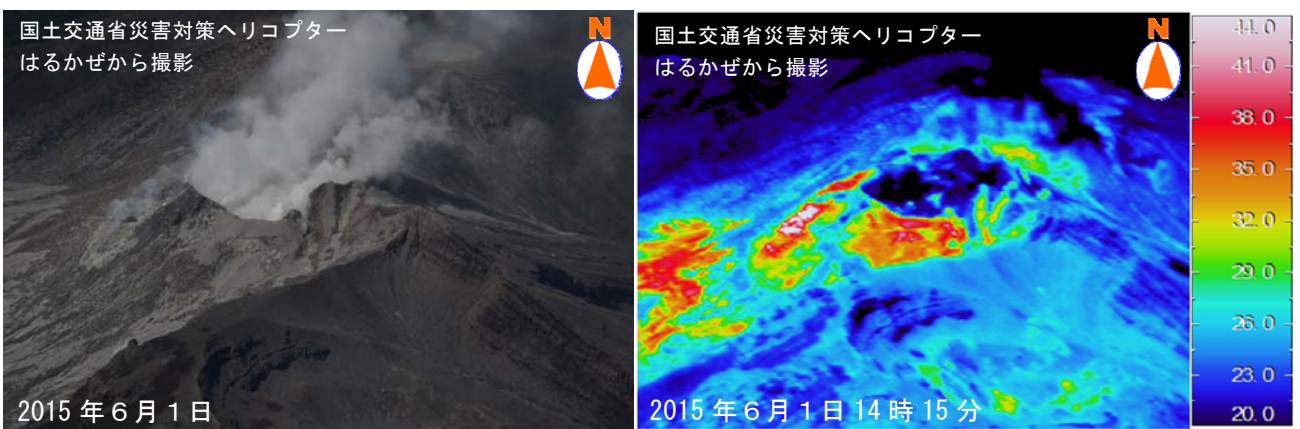 国土交通省災害対策ヘリコプター
はるかぜから撮影
N
2015年6月1日
国土交通省災害対策ヘリコプター
はるかぜから撮影
N
2015年6月1日14時15分
44.0
41.0
38.0
35.0
32.0
29.0
26.0
23.0
20.0